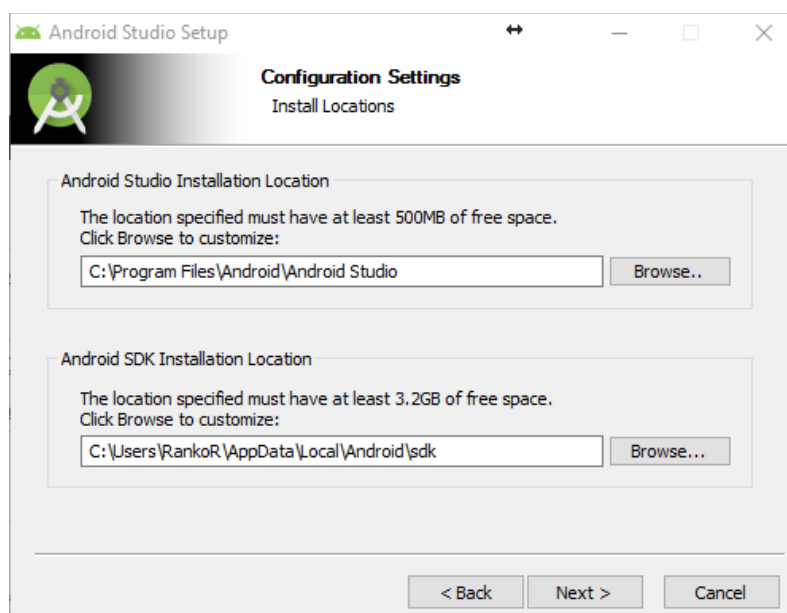 Android Studio Setup
Configuration Settings
Install Locations
Android Studio Installation Location
The location specified must have at least 500MB of free space.
Click Browse to customize:
C:\Program Files\Android\Android Studio
Browse..
Android SDK Installation Location
The location specified must have at least 3.2GB of free space.
Click Browse to customize:
C:\Users\RankoR\AppData\Local\Android\sdk
Browse...
< Back
Next >
Cancel